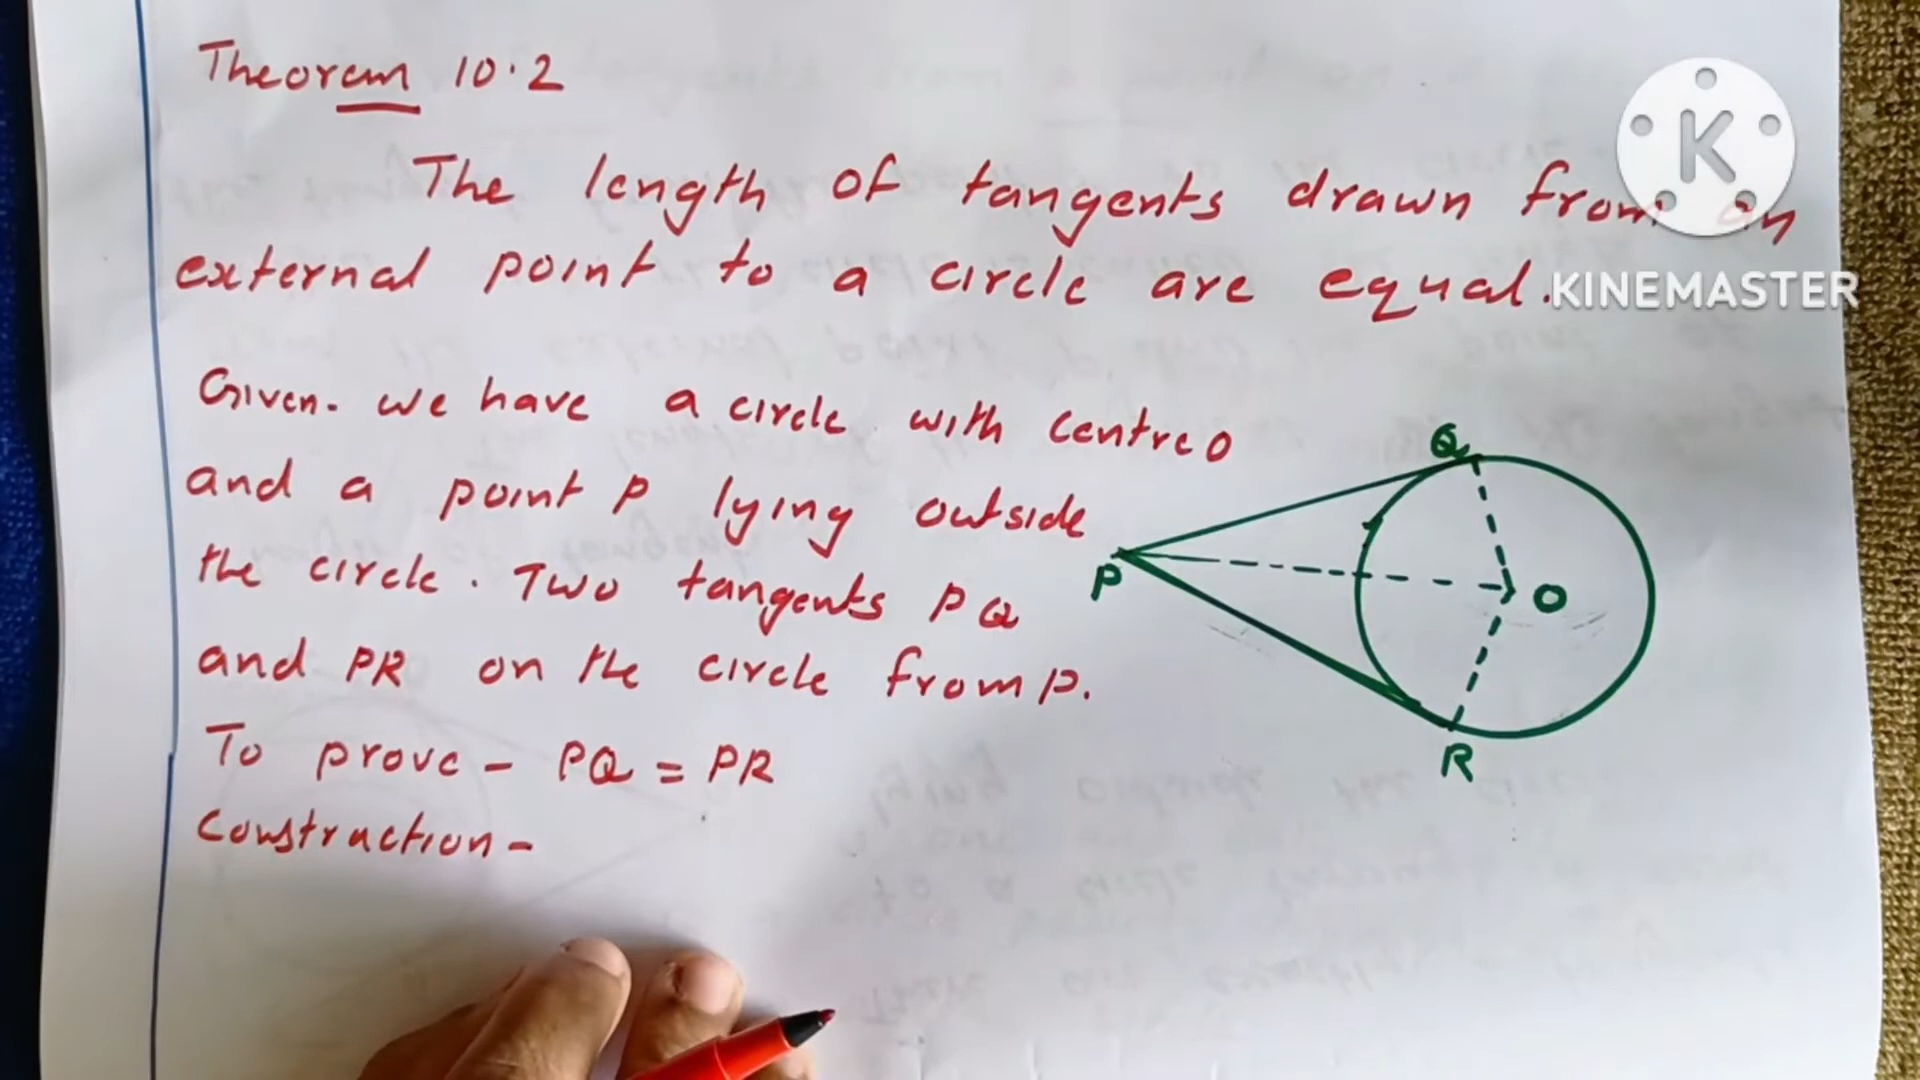 Theorem 10.2
The length of tangents drawn from an
external point to a circle are equal.
KINEMASTER
Given. we have a circle with centre O
and a point P lying outside
the circle. Two tangents PQ
and PR on the circle from P.
To prove - PQ = PR
Construction -
Q
P
O
R